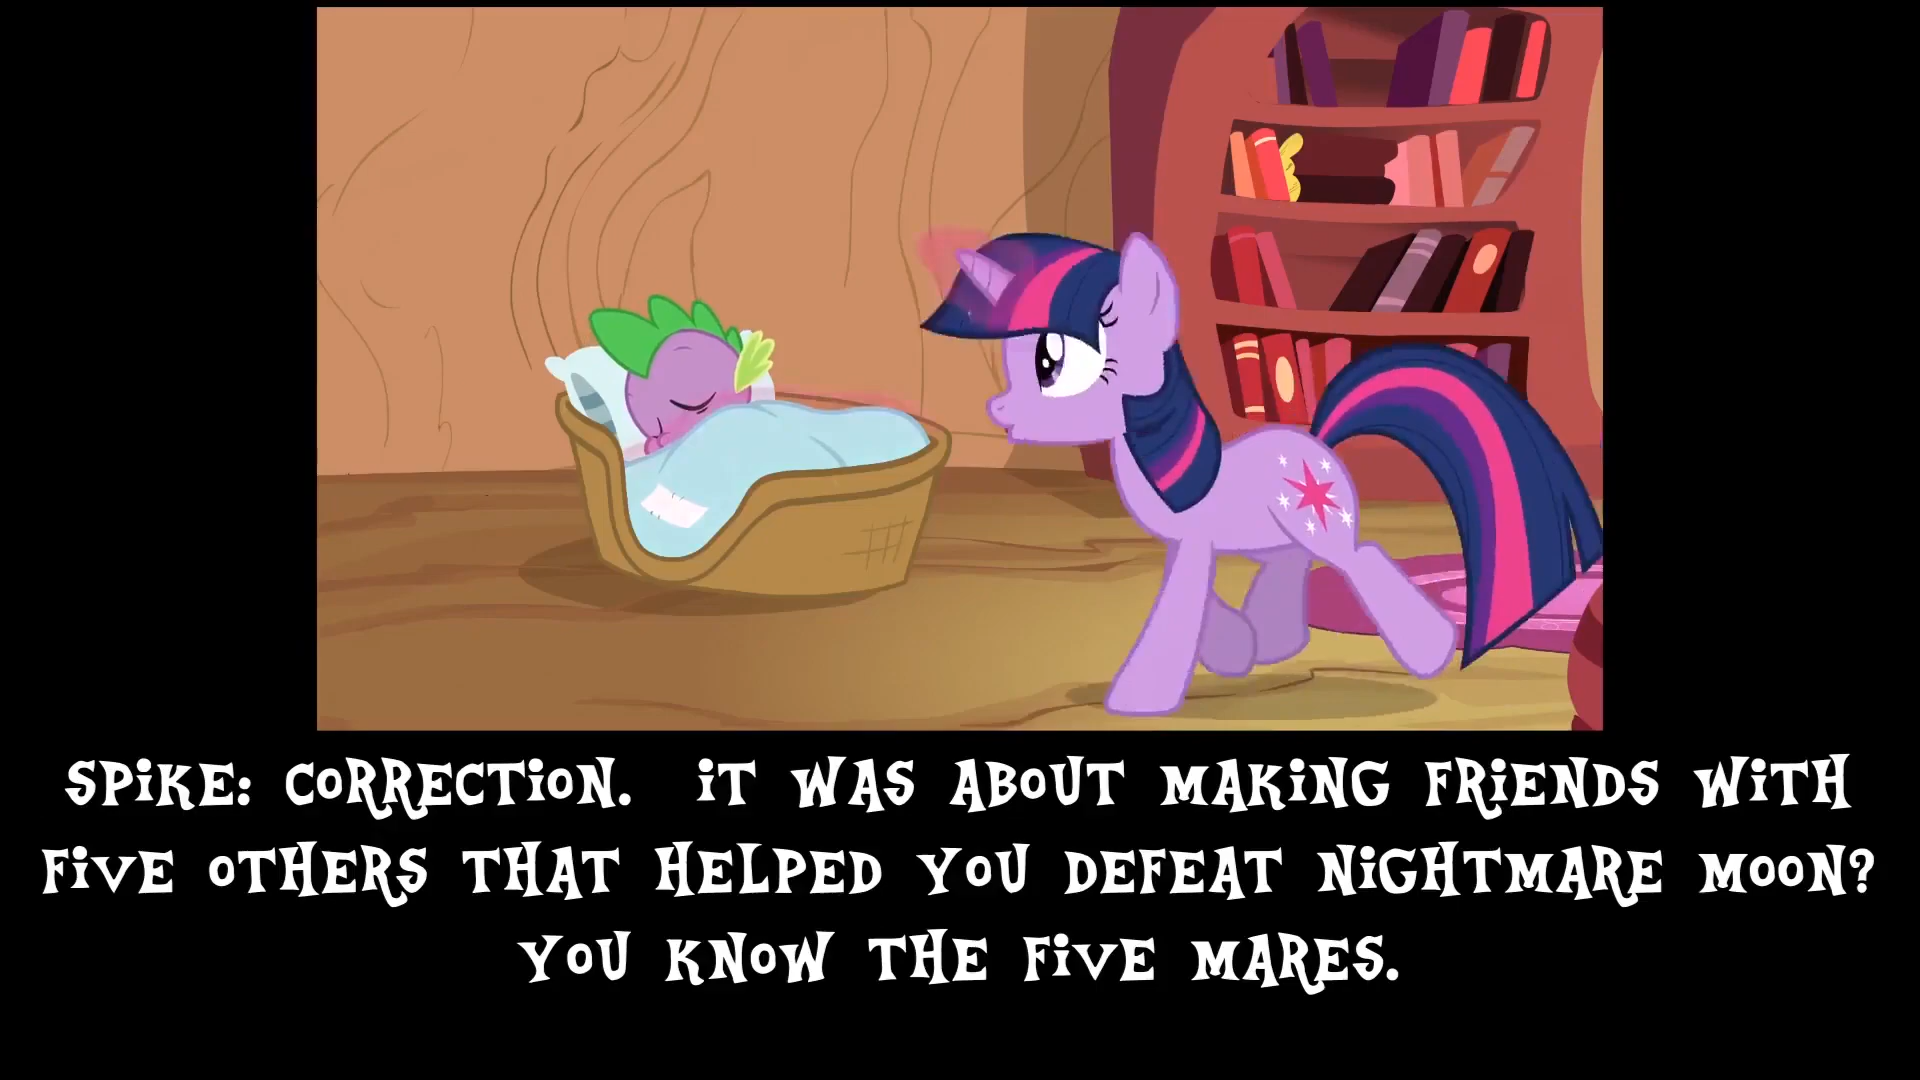 SPiKE: CORRECTiON. iT WAS ABOUT MAKiNG FRiENDS WiTH
FiVE OTHERS THAT HELPED YOU DEFEAT NiGHTMARE MOON?
YOU KNOW THE FiVE MARES.